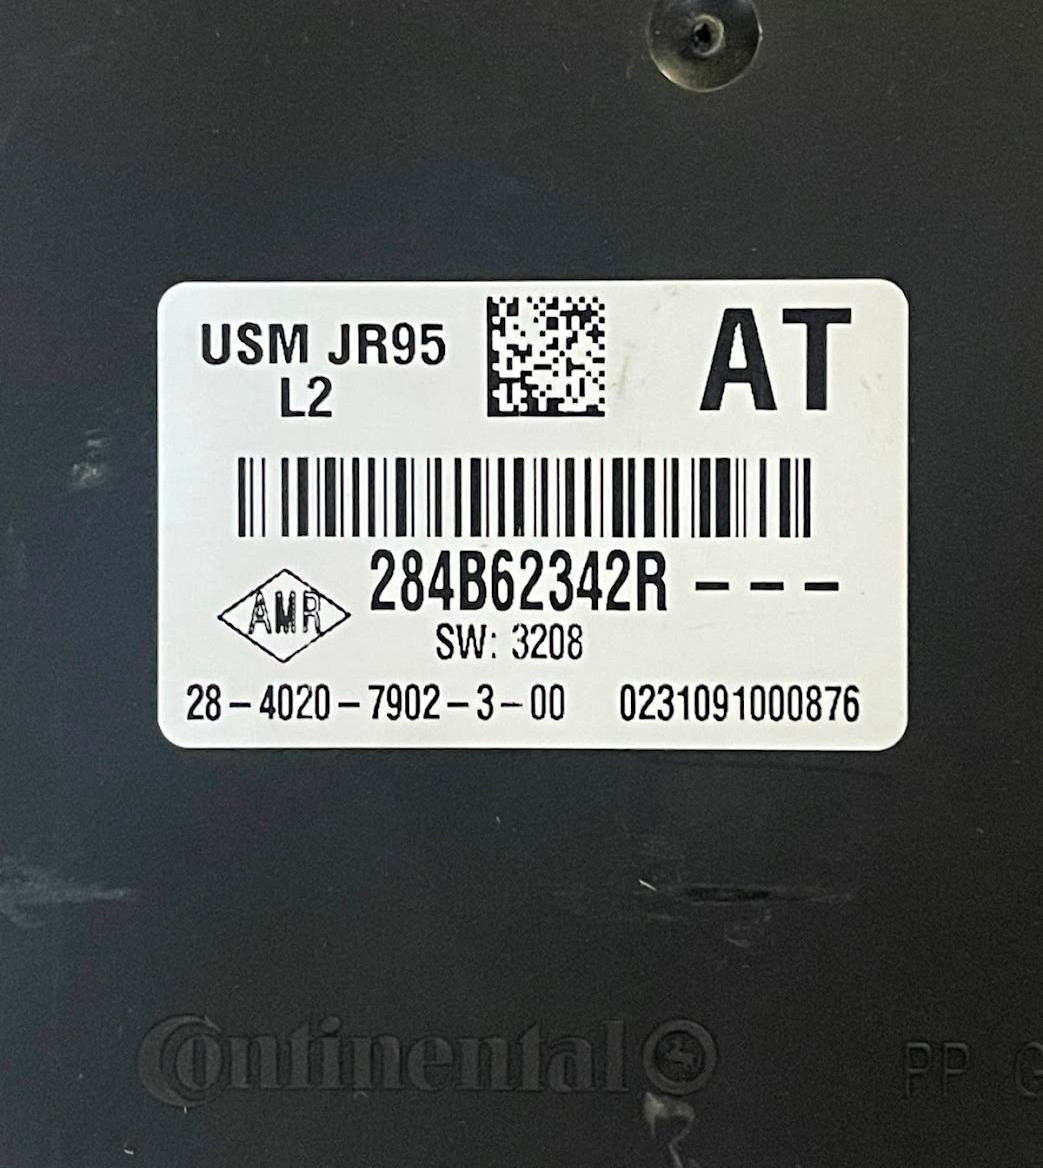 USM JR95
L2
AT
284B62342R – – –
AMR
SW: 3208
28–4020–7902–3–00 0231091000876
Continental
PP G